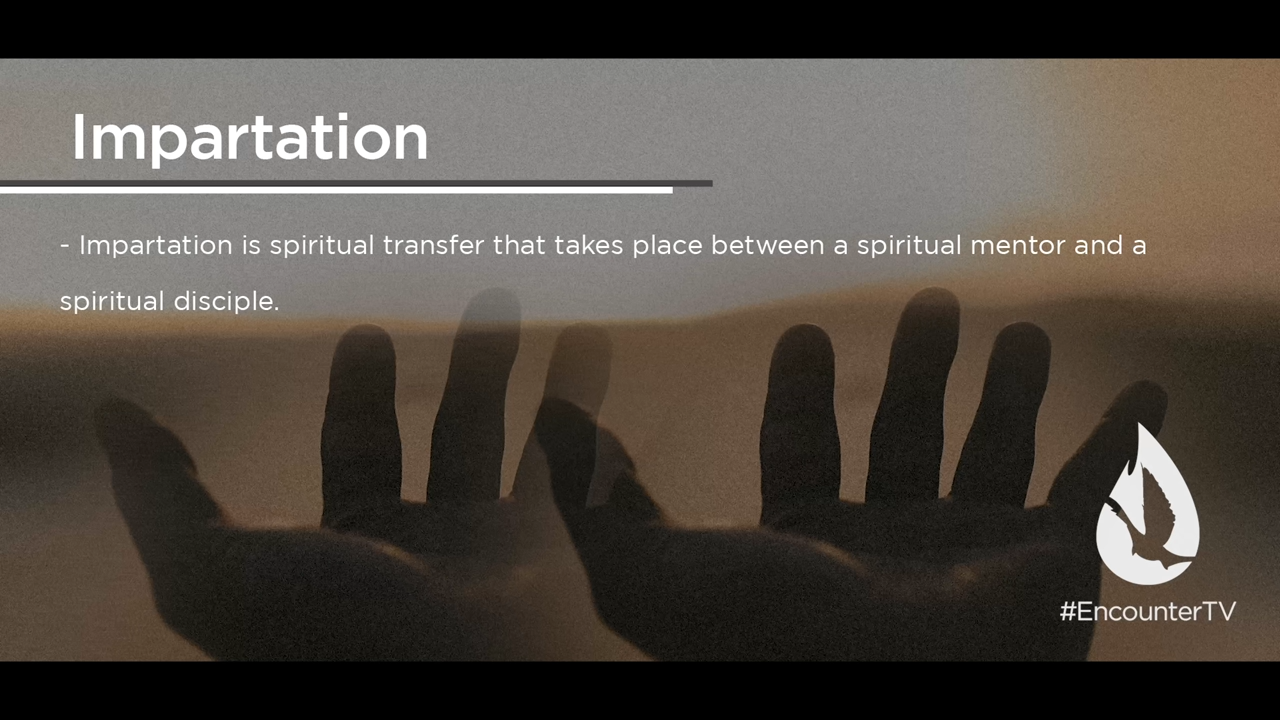 Impartation
- Impartation is spiritual transfer that takes place between a spiritual mentor and a
spiritual disciple.
#EncounterTV